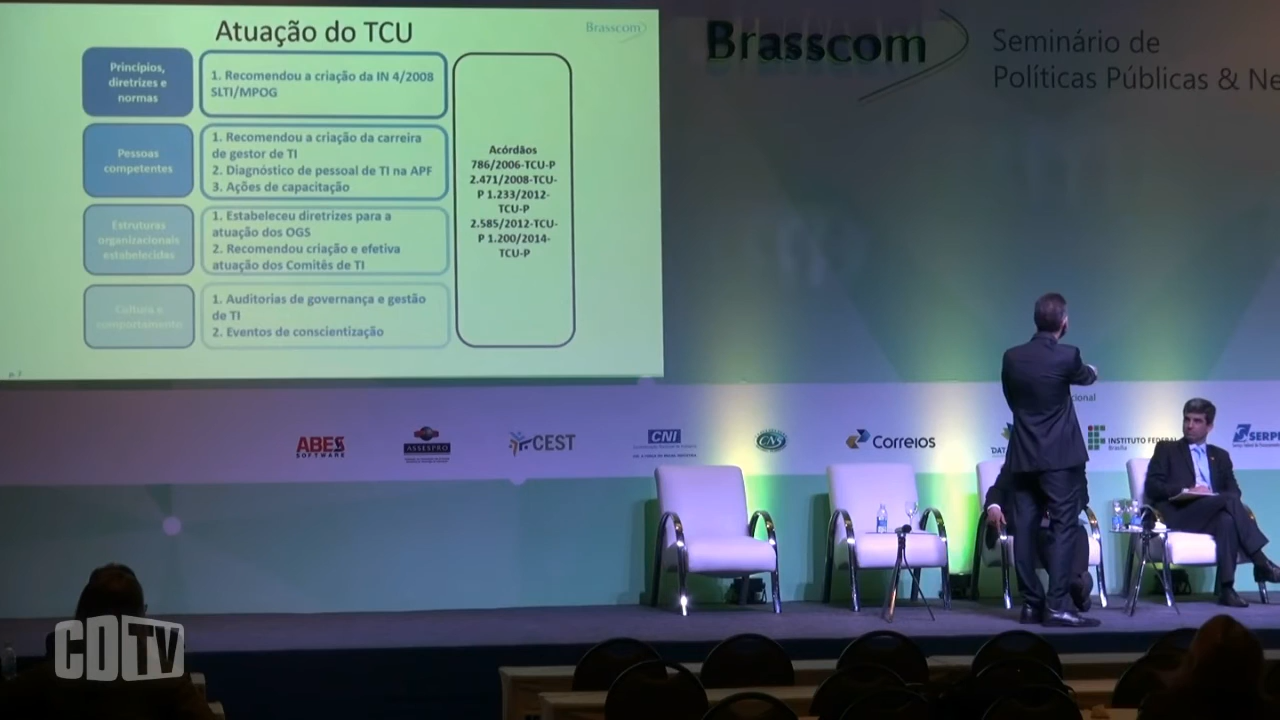 Atuação do TCU
Brasscom
Princípios,
diretrizes e
normas
1. Recomendou a criação da IN 4/2008
SLTI/MPOG
Pessoas
competentes
1. Recomendou a criação da carreira
de gestor de TI
2. Diagnóstico de pessoal de TI na APF
3. Ações de capacitação
Estruturas
organizacionais
estabelecidas
1. Estabeleceu diretrizes para a
atuação dos OGS
2. Recomendou criação e efetiva
atuação dos Comitês de TI
Cultura e
comportamento
1. Auditorias de governança e gestão
de TI
2. Eventos de conscientização
Acórdãos
786/2006-TCU-P
2.471/2008-TCU-
P 1.233/2012-
TCU-P
2.585/2012-TCU-
P 1.200/2014-
TCU-P
Brasscom
Seminário de
Políticas Públicas & Ne
cional
ABES
SOFTWARE
ASSESPRO
CEST
CNI
CNS
Correios
DAT
INSTITUTO FEDERAL
Brasília
SERP
CDTV